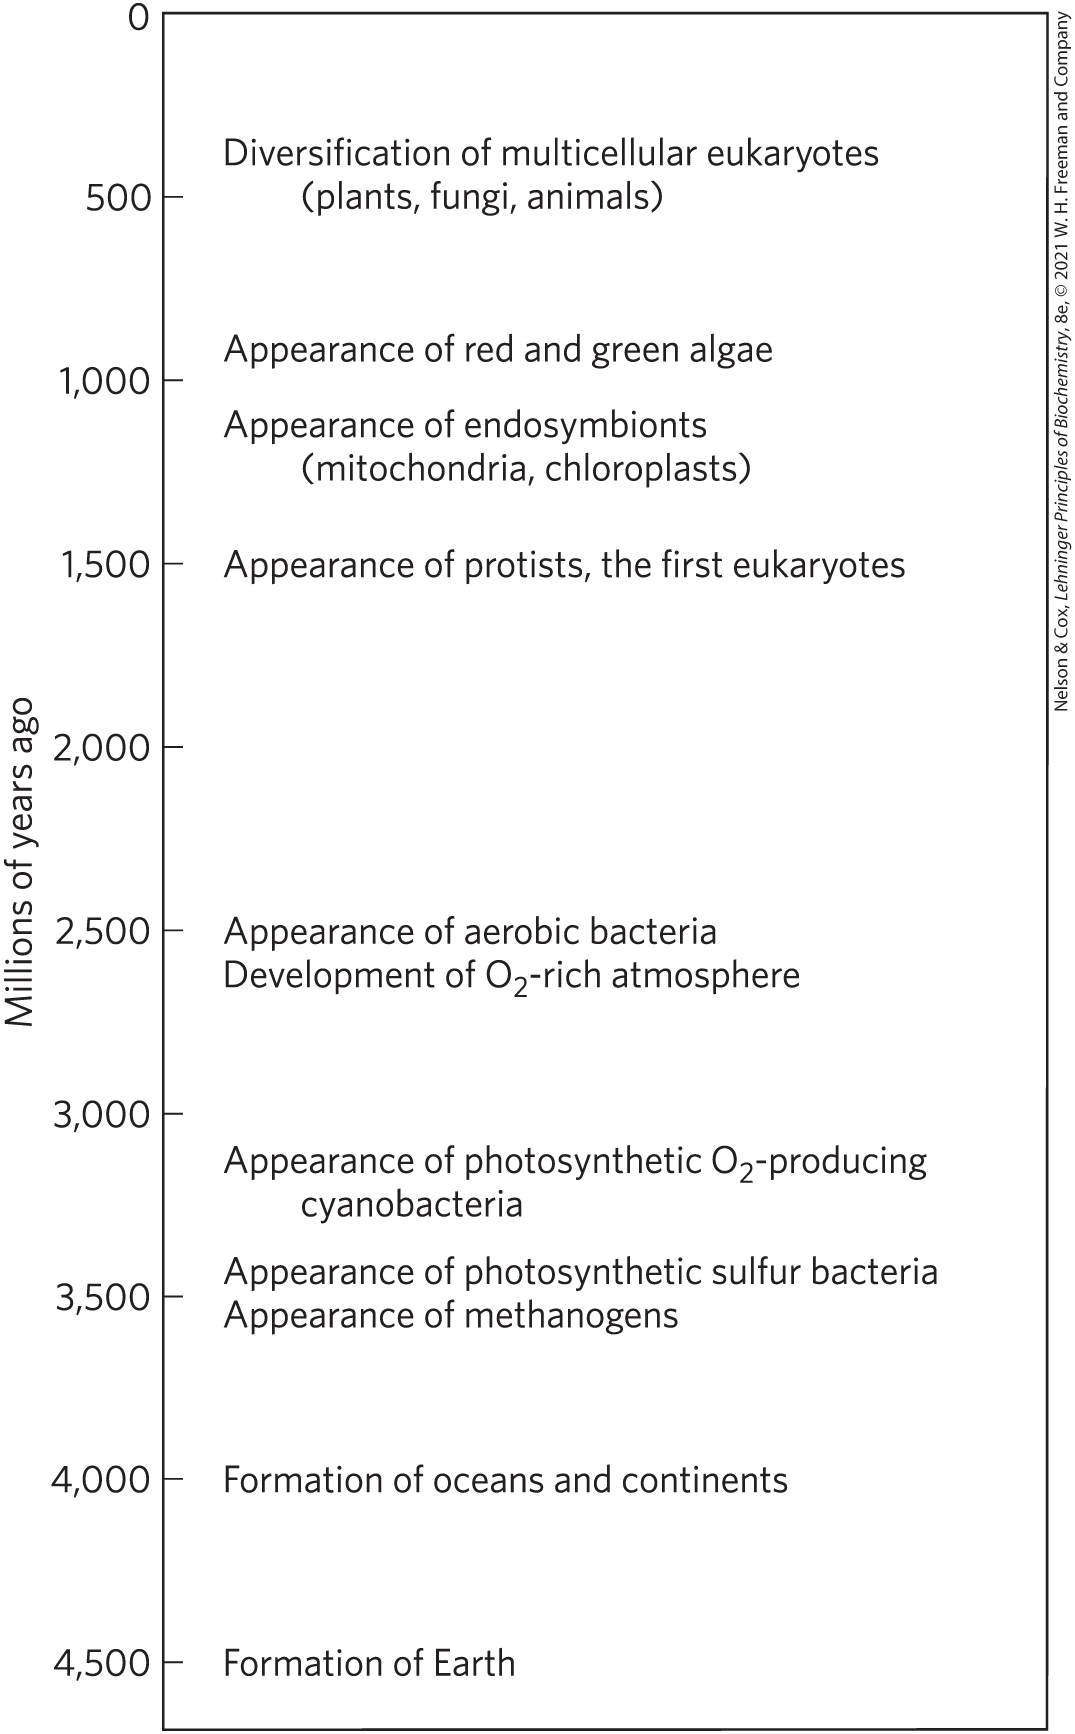 0
Diversification of multicellular eukaryotes
(plants, fungi, animals)
500
Appearance of red and green algae
1,000
Appearance of endosymbionts
(mitochondria, chloroplasts)
1,500
Appearance of protists, the first eukaryotes
2,000
Millions of years ago
2,500
Appearance of aerobic bacteria
Development of O₂-rich atmosphere
3,000
Appearance of photosynthetic O₂-producing
cyanobacteria
Appearance of photosynthetic sulfur bacteria
3,500
Appearance of methanogens
4,000
Formation of oceans and continents
4,500
Formation of Earth
Nelson & Cox, Lehninger Principles of Biochemistry, 8e, © 2021 W. H. Freeman and Company